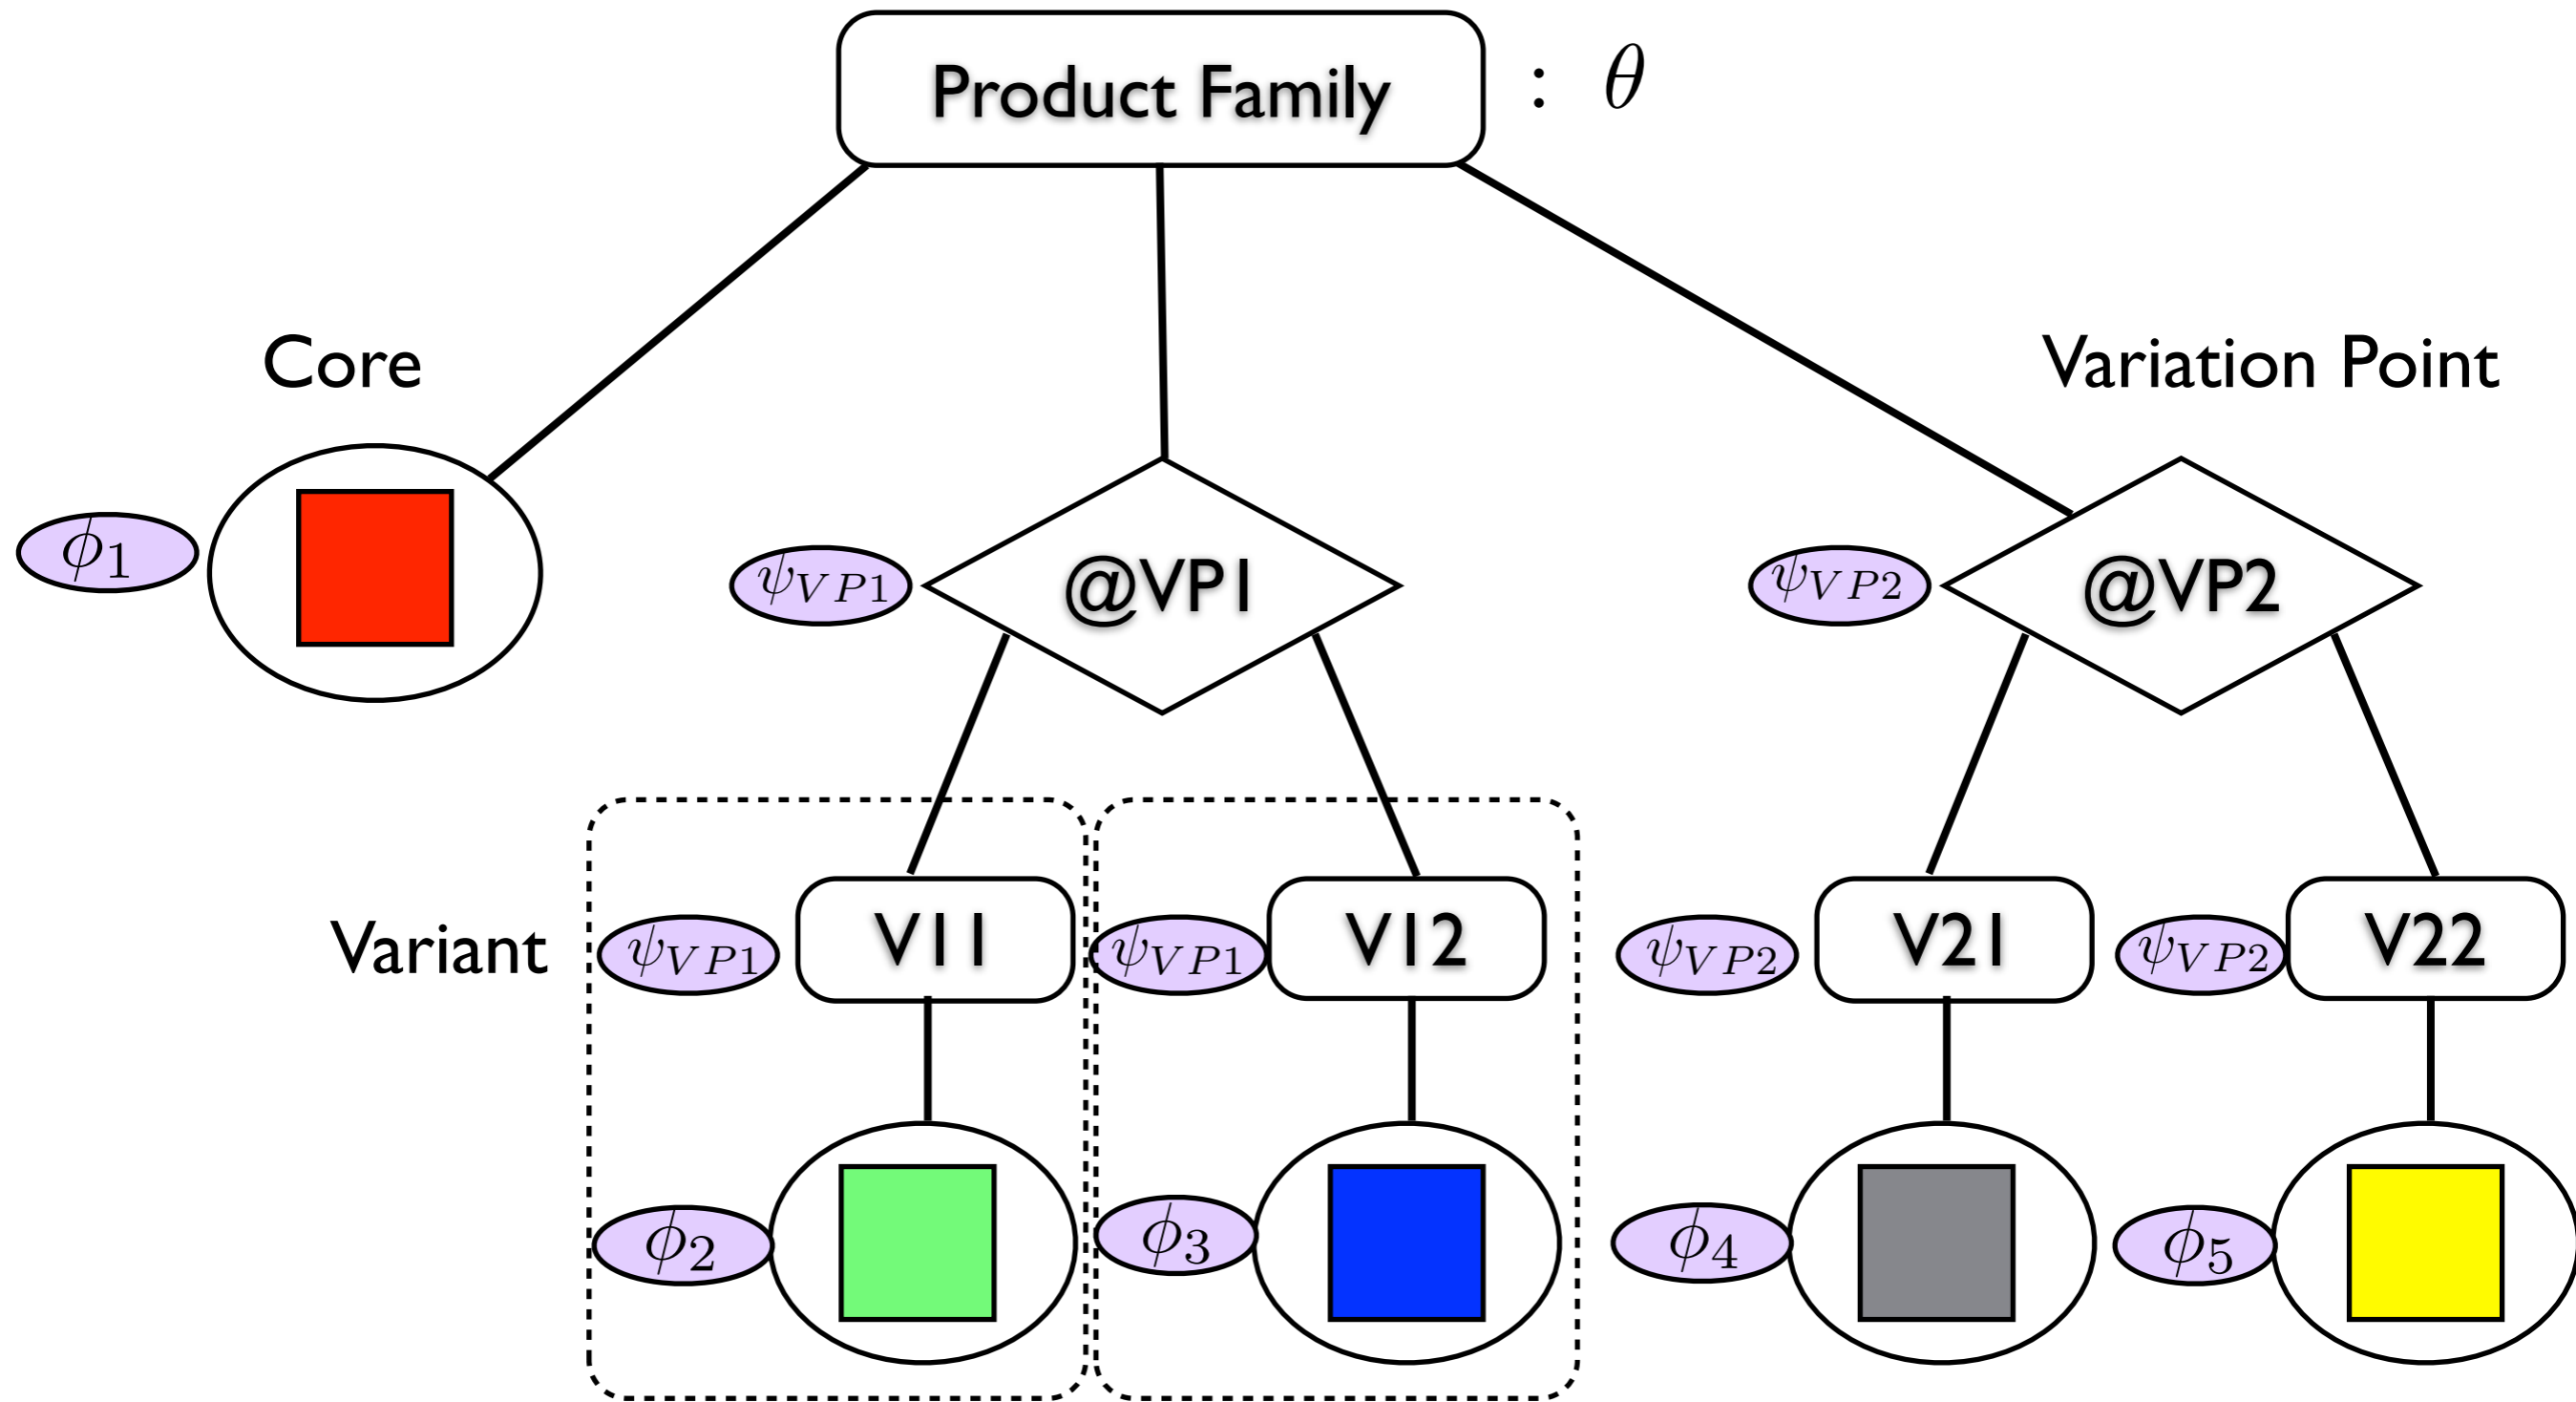 Product Family : θ
Core
Variation Point
ϕ1
ψVP1
@VP1
ψVP2
@VP2
Variant
ψVP1
V11
ψVP1
V12
ψVP2
V21
ψVP2
V22
ϕ2
ϕ3
ϕ4
ϕ5